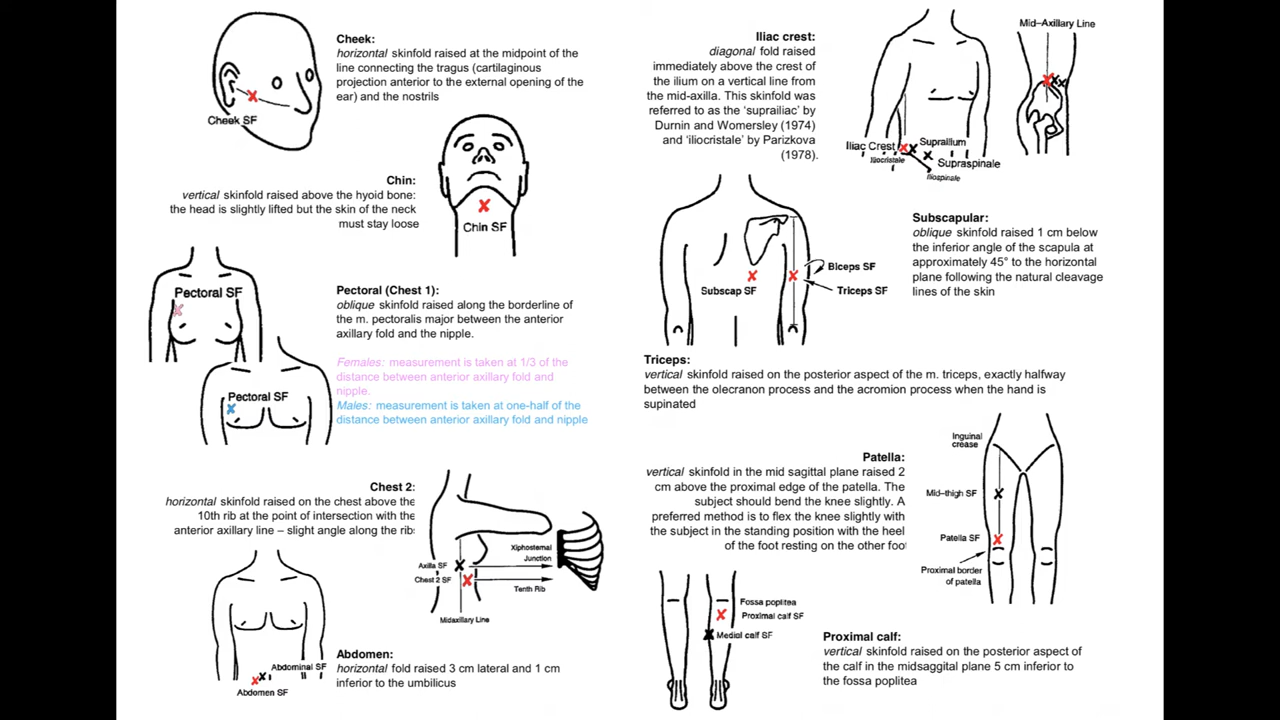 Cheek:
horizontal skinfold raised at the midpoint of the
line connecting the tragus (cartilaginous
projection anterior to the external opening of the
ear) and the nostrils
Cheek SF
Chin:
vertical skinfold raised above the hyoid bone:
the head is slightly lifted but the skin of the neck
must stay loose
Chin SF
Pectoral SF
Pectoral (Chest 1):
oblique skinfold raised along the borderline of
the m. pectoralis major between the anterior
axillary fold and the nipple.
Females: measurement is taken at 1/3 of the
distance between anterior axillary fold and
nipple.
Males: measurement is taken at one-half of the
distance between anterior axillary fold and nipple
Pectoral SF
Chest 2:
horizontal skinfold raised on the chest above the
10th rib at the point of intersection with the
anterior axillary line – slight angle along the ribs
Axilla SF
Chest 2 SF
Xiphosternal
Junction
Tenth Rib
Midaxillary Line
Abdominal SF
Abdomen SF
Abdomen:
horizontal fold raised 3 cm lateral and 1 cm
inferior to the umbilicus
Iliac crest:
diagonal fold raised
immediately above the crest of
the ilium on a vertical line from
the mid-axilla. This skinfold was
referred to as the ‘suprailiac’ by
Durnin and Womersley (1974)
and ‘iliocristale’ by Parizkova
(1978).
Mid–Axillary Line
Iliac Crest
Iliocristale
Suprailium
Supraspinale
Iliospinale
Subscapular:
oblique skinfold raised 1 cm below
the inferior angle of the scapula at
approximately 45° to the horizontal
plane following the natural cleavage
lines of the skin
Subscap SF
Biceps SF
Triceps SF
Triceps:
vertical skinfold raised on the posterior aspect of the m. triceps, exactly halfway
between the olecranon process and the acromion process when the hand is
supinated
Patella:
vertical skinfold in the mid sagittal plane raised 2
cm above the proximal edge of the patella. The
subject should bend the knee slightly. A
preferred method is to flex the knee slightly with
the subject in the standing position with the heel
of the foot resting on the other foot
Inguinal
crease
Mid–thigh SF
Patella SF
Proximal border
of patella
Fossa poplitea
Proximal calf SF
Medial calf SF
Proximal calf:
vertical skinfold raised on the posterior aspect of
the calf in the midsaggital plane 5 cm inferior to
the fossa poplitea